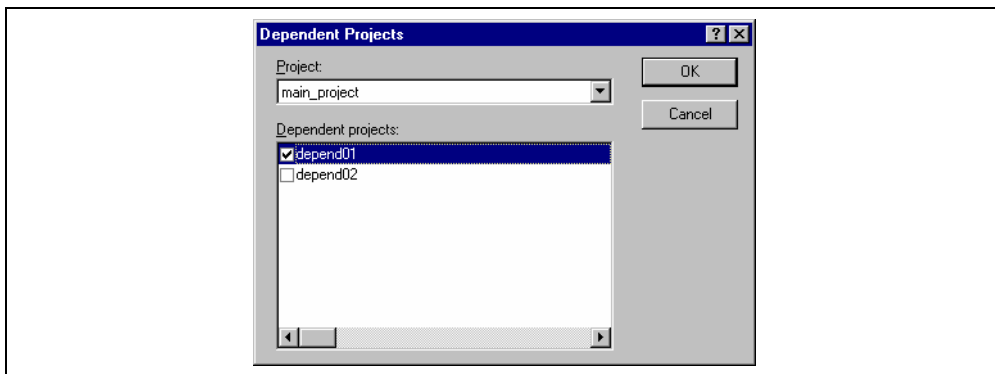 Dependent Projects
Project:
OK
main_project
Cancel
Dependent projects:
depend01
depend02